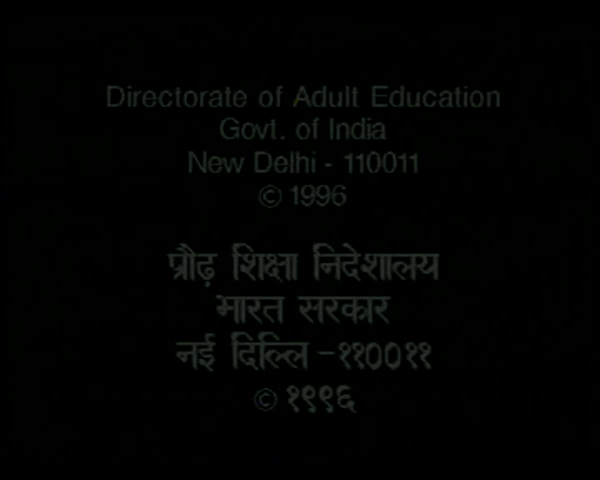 Directorate of Adult Education
Govt. of India
New Delhi - 110011
© 1996
प्रौढ़ शिक्षा निदेशालय
भारत सरकार
नई दिल्लि -११००११
© १९९६